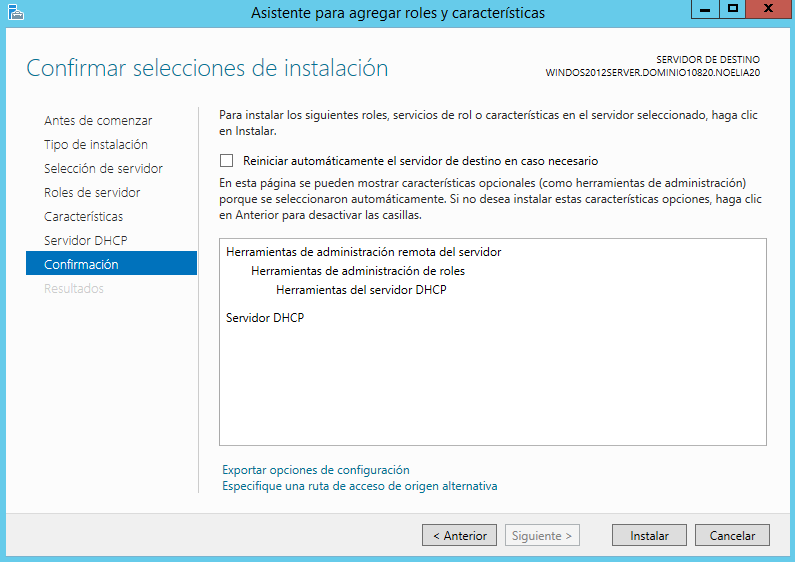 Asistente para agregar roles y características
Confirmar selecciones de instalación
SERVIDOR DE DESTINO
WINDOS2012SERVER.DOMINIO10820.NOELIA20
Antes de comenzar
Tipo de instalación
Selección de servidor
Roles de servidor
Características
Servidor DHCP
Confirmación
Resultados
Para instalar los siguientes roles, servicios de rol o características en el servidor seleccionado, haga clic
en Instalar.
Reiniciar automáticamente el servidor de destino en caso necesario
En esta página se pueden mostrar características opcionales (como herramientas de administración)
porque se seleccionaron automáticamente. Si no desea instalar estas características opciones, haga clic
en Anterior para desactivar las casillas.
Herramientas de administración remota del servidor
Herramientas de administración de roles
Herramientas del servidor DHCP
Servidor DHCP
Exportar opciones de configuración
Especifique una ruta de acceso de origen alternativa
< Anterior
Siguiente >
Instalar
Cancelar